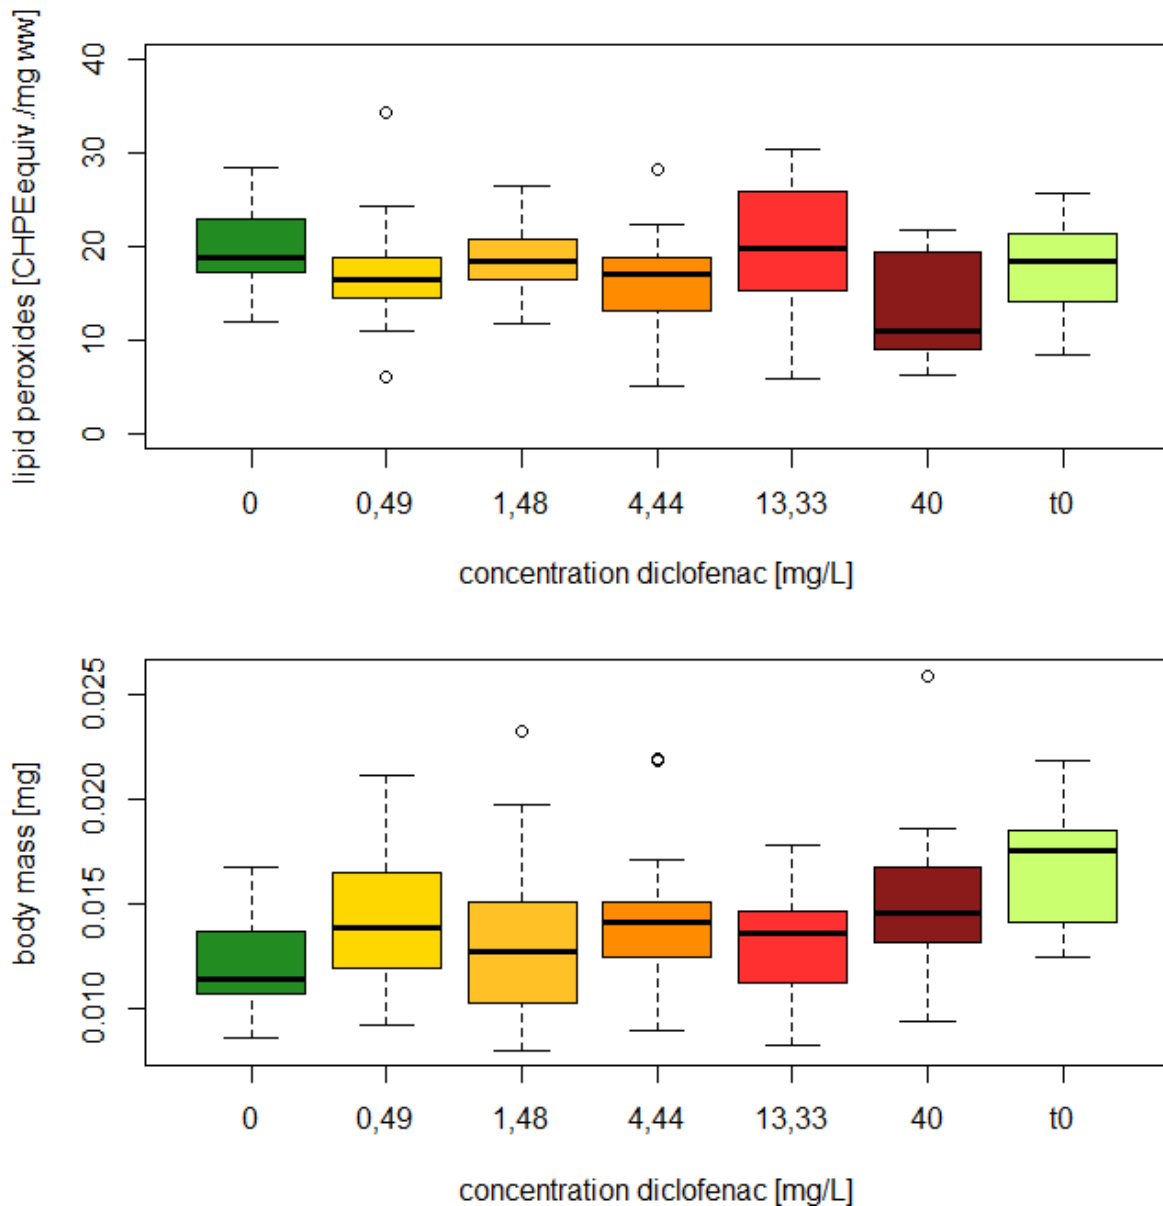 lipid peroxides [CHPEequiv./mg ww]
40
30
20
10
0
0 0,49 1,48 4,44 13,33 40 t0
concentration diclofenac [mg/L]
body mass [mg]
0.025
0.020
0.015
0.010
0 0,49 1,48 4,44 13,33 40 t0
concentration diclofenac [mg/L]